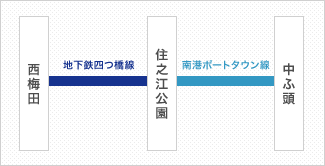 西梅田
地下鉄四つ橋線
住之江公園
南港ポートタウン線
中ふ頭